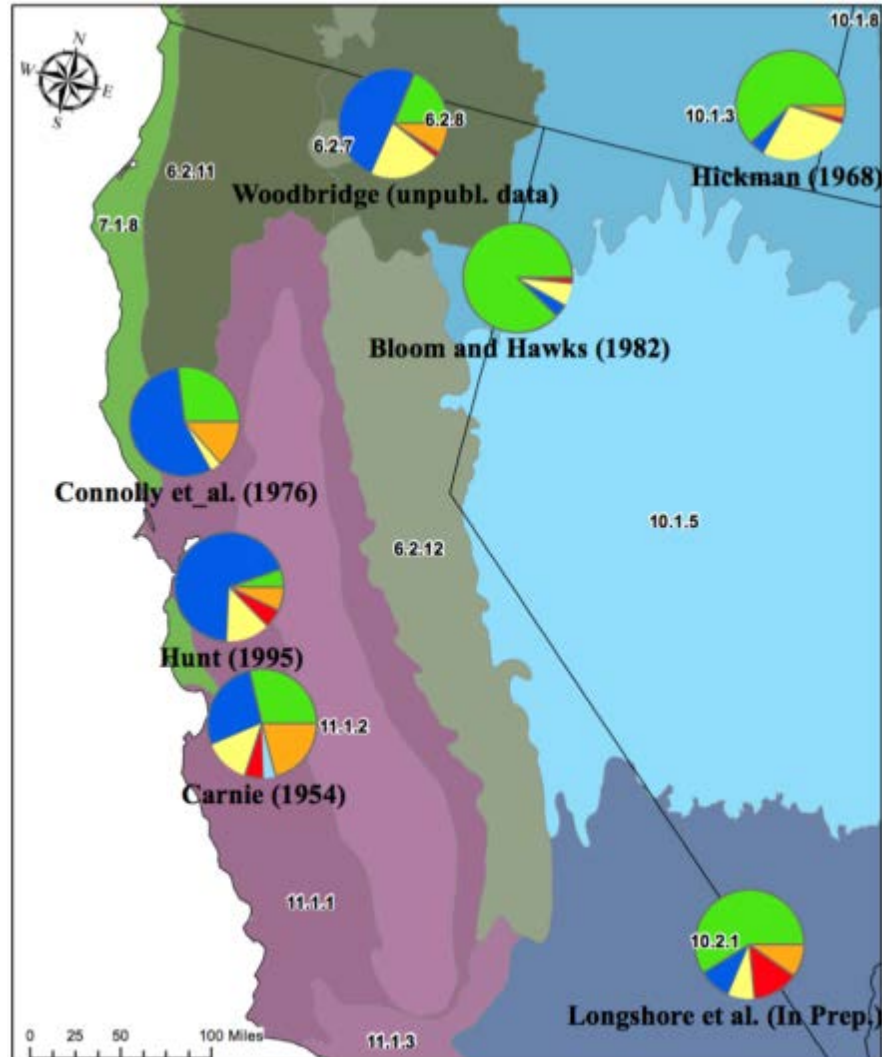 10.1.8
N
W
E
S
10.1.3
6.2.8
6.2.7
6.2.11
Hickman (1968)
Woodbridge (unpubl. data)
7.1.8
Bloom and Hawks (1982)
Connolly et_al. (1976)
10.1.5
6.2.12
Hunt (1995)
11.1.2
Carnie (1954)
11.1.1
10.2.1
Longshore et al. (In Prep.)
0 25 50 100 Miles
11.1.3